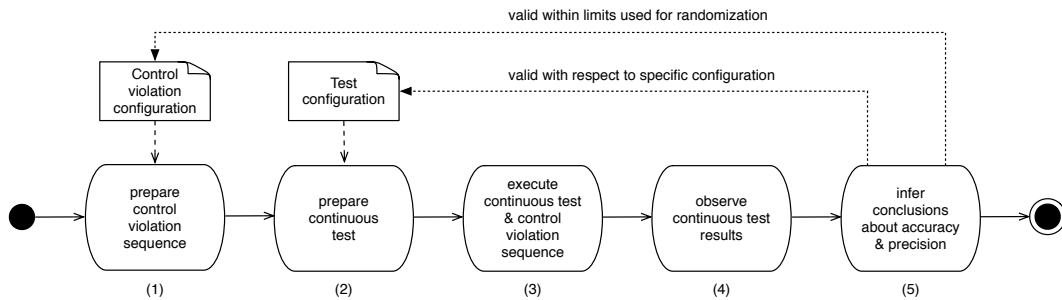 valid within limits used for randomization
Control
violation
configuration
Test
configuration
valid with respect to specific configuration
prepare
control
violation
sequence
prepare
continuous
test
execute
continuous test
& control
violation
sequence
observe
continuous test
results
infer
conclusions
about accuracy
& precision
(1)
(2)
(3)
(4)
(5)